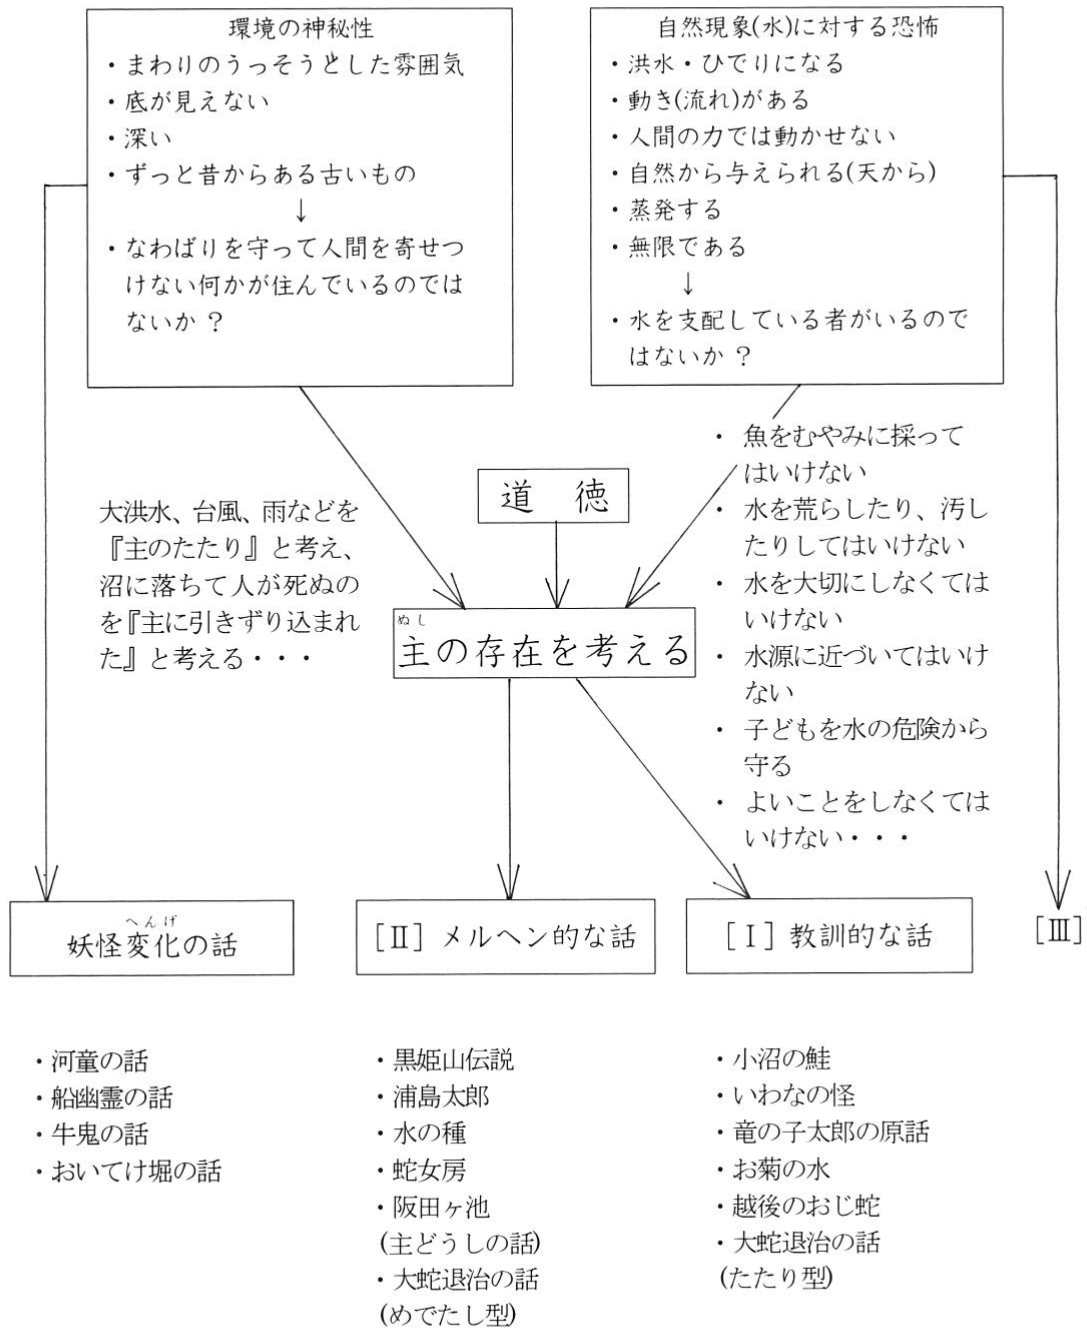 環境の神秘性
・まわりのうっそうとした雰囲気
・底が見えない
・深い
・ずっと昔からある古いもの
↓
・なわばりを守って人間を寄せつ
けない何かが住んでいるのでは
ないか？
自然現象(水)に対する恐怖
・洪水・ひでりになる
・動き(流れ)がある
・人間の力では動かせない
・自然から与えられる(天から)
・蒸発する
・無限である
↓
・水を支配している者がいるので
はないか？
道　徳
大洪水、台風、雨などを
『主のたたり』と考え、
沼に落ちて人が死ぬの
を『主に引きずり込まれ
た』と考える・・・
・ 魚をむやみに採って
はいけない
・ 水を荒らしたり、汚し
たりしてはいけない
・ 水を大切にしなくては
いけない
・ 水源に近づいてはいけ
ない
・ 子どもを水の危険から
守る
・ よいことをしなくては
いけない・・・
ぬし
主の存在を考える
へんげ
妖怪変化の話
[Ⅱ] メルヘン的な話
[Ⅰ] 教訓的な話
[Ⅲ]
・河童の話
・船幽霊の話
・牛鬼の話
・おいてけ堀の話
・黒姫山伝説
・浦島太郎
・水の種
・蛇女房
・阪田ヶ池
(主どうしの話)
・大蛇退治の話
(めでたし型)
・小沼の鮭
・いわなの怪
・竜の子太郎の原話
・お菊の水
・越後のおじ蛇
・大蛇退治の話
(たたり型)